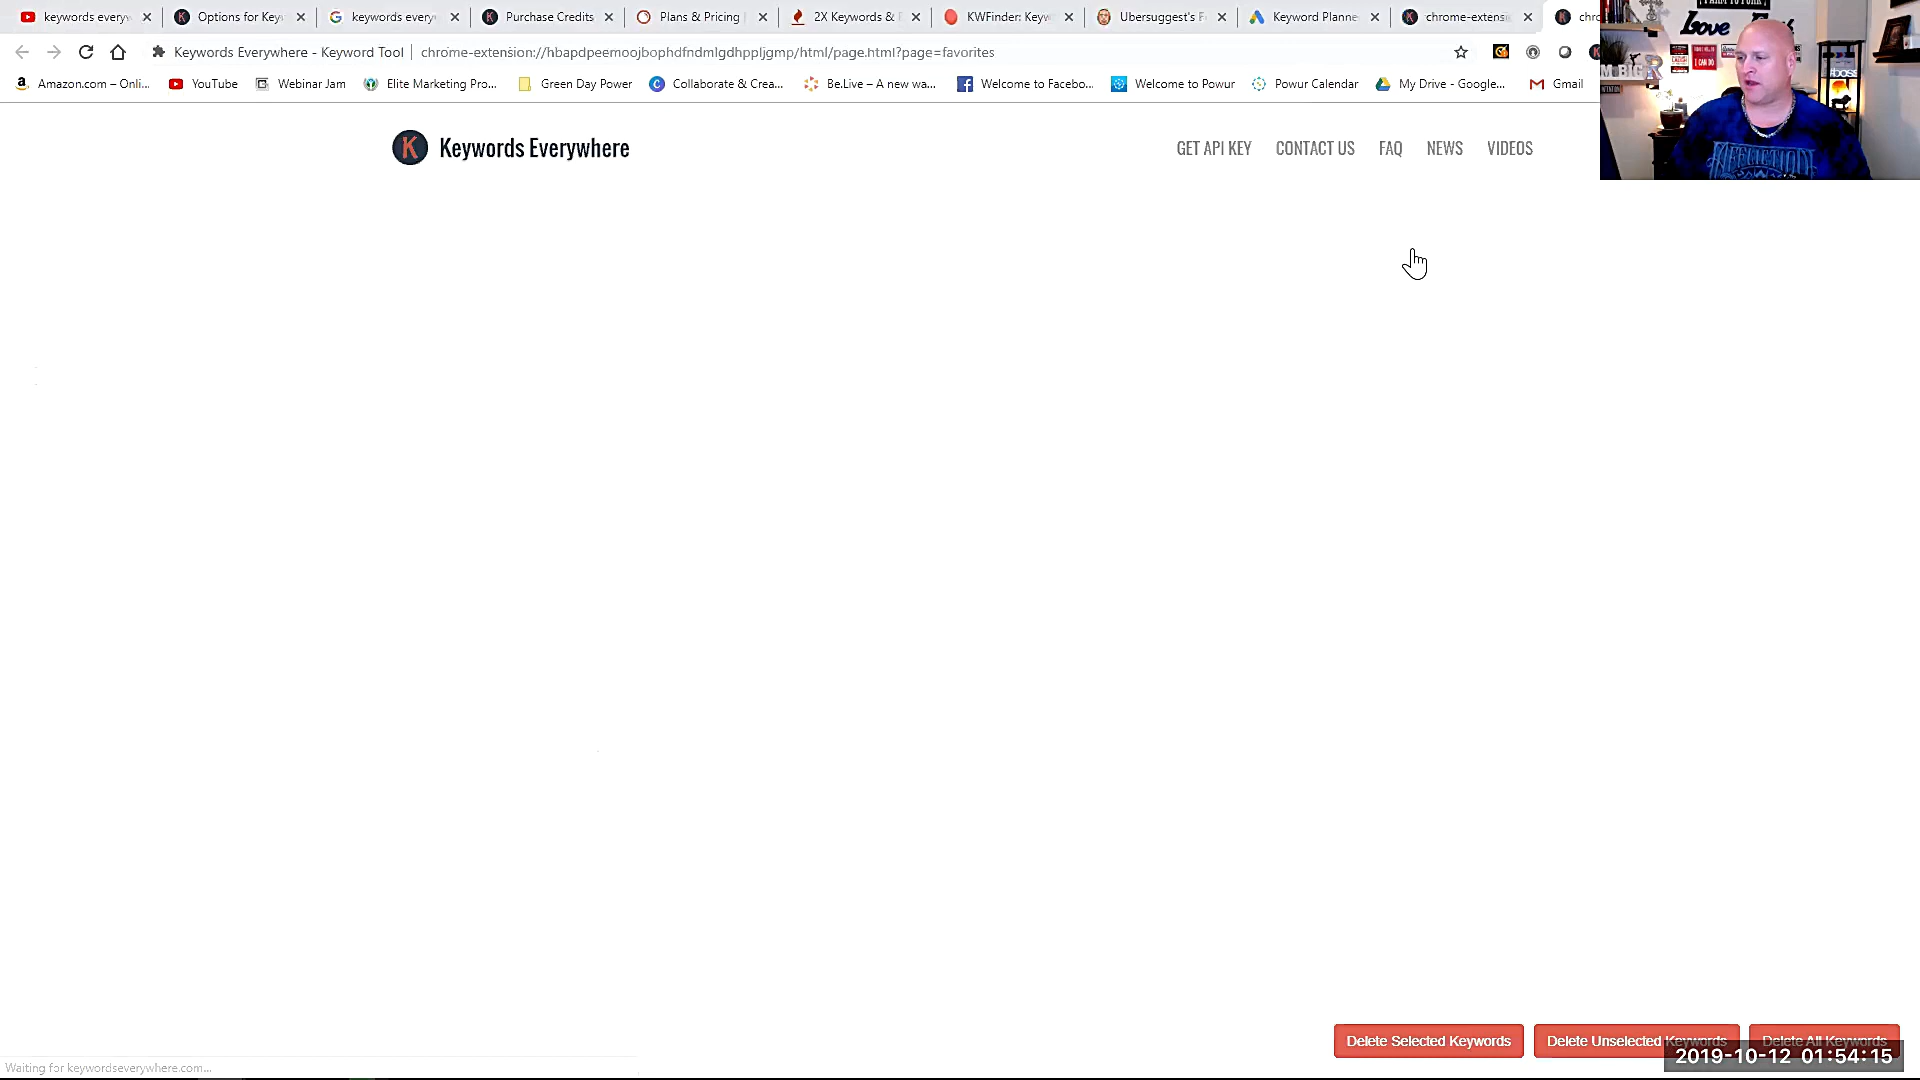 keywords every
Options for Key
keywords every
Purchase Credits
Plans & Pricing
2X Keywords &
KWFinder: Keyw
Ubersuggest's F
Keyword Planne
chrome-extensi
Keywords Everywhere - Keyword Tool
chrome-extension://hbapdpeemoojbophdfndmlgdhppljgmp/html/page.html?page=favorites
Amazon.com – Onli...
YouTube
Webinar Jam
Elite Marketing Pro...
Green Day Power
Collaborate & Crea...
Be.Live – A new wa...
Welcome to Facebo...
Welcome to Powur
Powur Calendar
My Drive - Google...
Gmail
Love
I CAN DO
#boss
AFFLICTION
K
Keywords Everywhere
GET API KEY
CONTACT US
FAQ
NEWS
VIDEOS
Delete Selected Keywords
Delete Unselected Keywords
Delete All Keywords
2019-10-12 01:54:15
Waiting for keywordseverywhere.com...